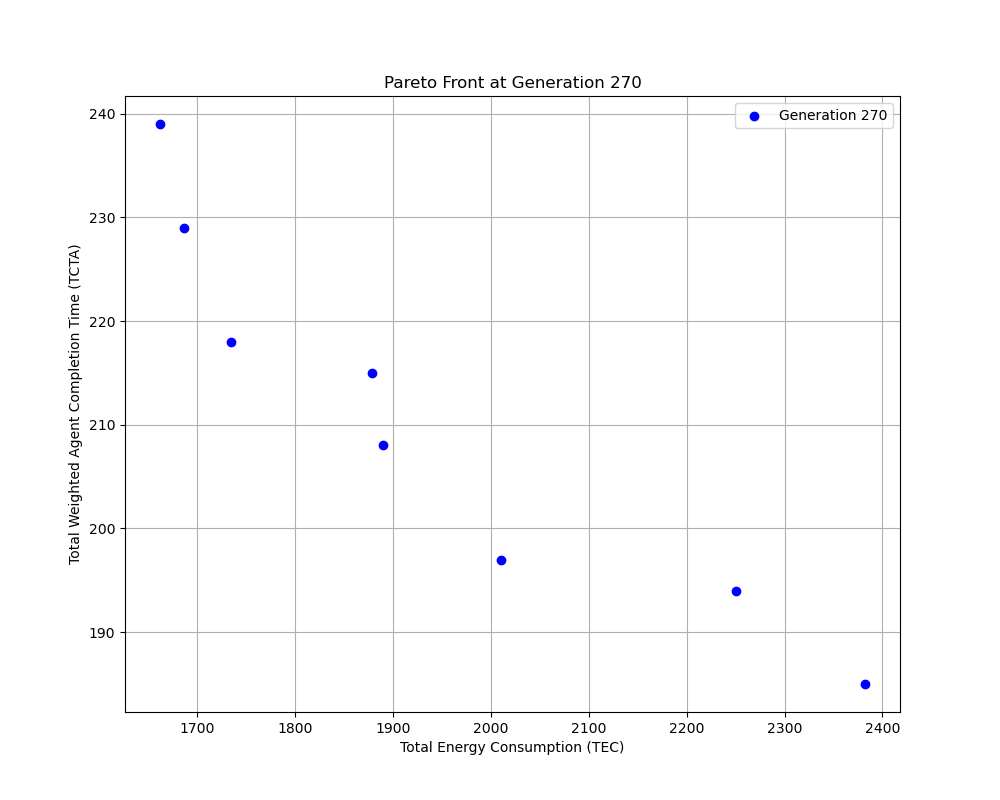 Pareto Front at Generation 270
Generation 270
Total Weighted Agent Completion Time (TCTA)
240
230
220
210
200
190
1700 1800 1900 2000 2100 2200 2300 2400
Total Energy Consumption (TEC)